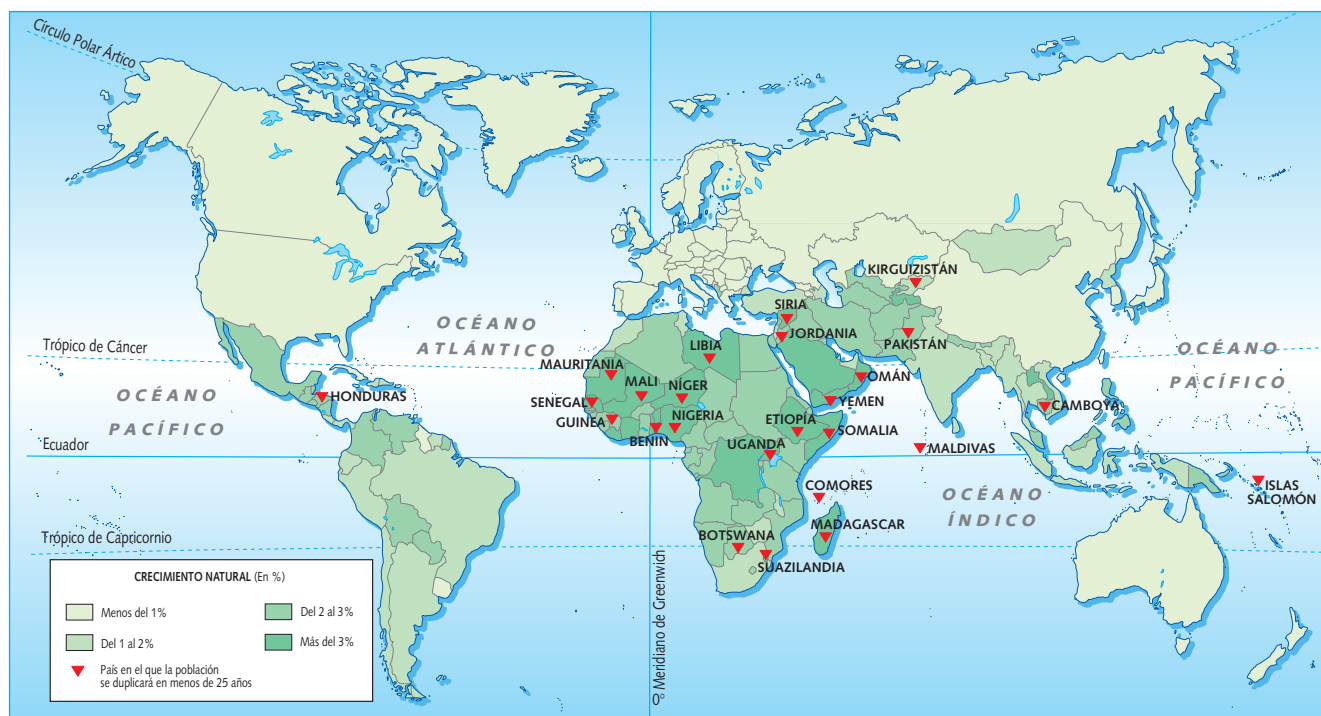 Círculo Polar Ártico
KIRGUIZISTÁN
SIRIA
JORDANIA
PAKISTÁN
OCÉANO
ATLÁNTICO
LIBIA
Trópico de Cáncer
MAURITANIA
MALI
NÍGER
OMÁN
OCÉANO
PACÍFICO
OCÉANO
PACÍFICO
HONDURAS
SENEGAL
YEMEN
CAMBOYA
GUINEA
NIGERIA
ETIOPÍA
SOMALIA
BENÍN
UGANDA
MALDIVAS
Ecuador
COMORES
OCÉANO
ÍNDICO
ISLAS
SALOMÓN
MADAGASCAR
Trópico de Capricornio
BOTSWANA
SUAZILANDIA
0º Meridiano de Greenwich
CRECIMIENTO NATURAL (En %)
Menos del 1%
Del 2 al 3%
Del 1 al 2%
Más del 3%
País en el que la población
se duplicará en menos de 25 años